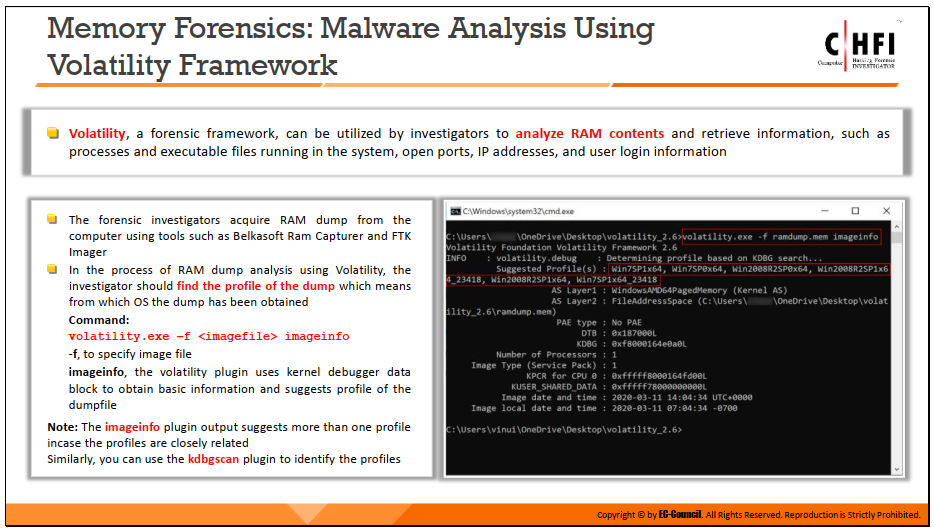 Memory Forensics: Malware Analysis Using
Volatility Framework
CHFI
Computer Hacking Forensic
INVESTIGATOR
Volatility, a forensic framework, can be utilized by investigators to analyze RAM contents and retrieve information, such as
processes and executable files running in the system, open ports, IP addresses, and user login information
The forensic investigators acquire RAM dump from the
computer using tools such as Belkasoft Ram Capturer and FTK
Imager
In the process of RAM dump analysis using Volatility, the
investigator should find the profile of the dump which means
from which OS the dump has been obtained
Command:
volatility.exe –f <imagefile> imageinfo
-f, to specify image file
imageinfo, the volatility plugin uses kernel debugger data
block to obtain basic information and suggests profile of the
dumpfile
Note: The imageinfo plugin output suggests more than one profile
incase the profiles are closely related
Similarly, you can use the kdbgscan plugin to identify the profiles
C:\Windows\system32\cmd.exe
C:\Users\ \OneDrive\Desktop\volatility_2.6>volatility.exe -f ramdump.mem imageinfo
Volatility Foundation Volatility Framework 2.6
INFO : volatility.debug : Determining profile based on KDBG search...
Suggested Profile(s) : Win7SP1x64, Win7SP0x64, Win2008R2SP0x64, Win2008R2SP1x6
4_23418, Win2008R2SP1x64, Win7SP1x64_23418
AS Layer1 : WindowsAMD64PagedMemory (Kernel AS)
AS Layer2 : FileAddressSpace (C:\Users\ \OneDrive\Desktop\volat
ility_2.6\ramdump.mem)
PAE type : No PAE
DTB : 0x187000L
KDBG : 0xf8000164e0a0L
Number of Processors : 1
Image Type (Service Pack) : 1
KPCR for CPU 0 : 0xfffff8000164fd00L
KUSER_SHARED_DATA : 0xfffff78000000000L
Image date and time : 2020-03-11 14:04:34 UTC+0000
Image local date and time : 2020-03-11 07:04:34 -0700
C:\Users\vinui\OneDrive\Desktop\volatility_2.6>
Copyright © by EC-Council. All Rights Reserved. Reproduction is Strictly Prohibited.